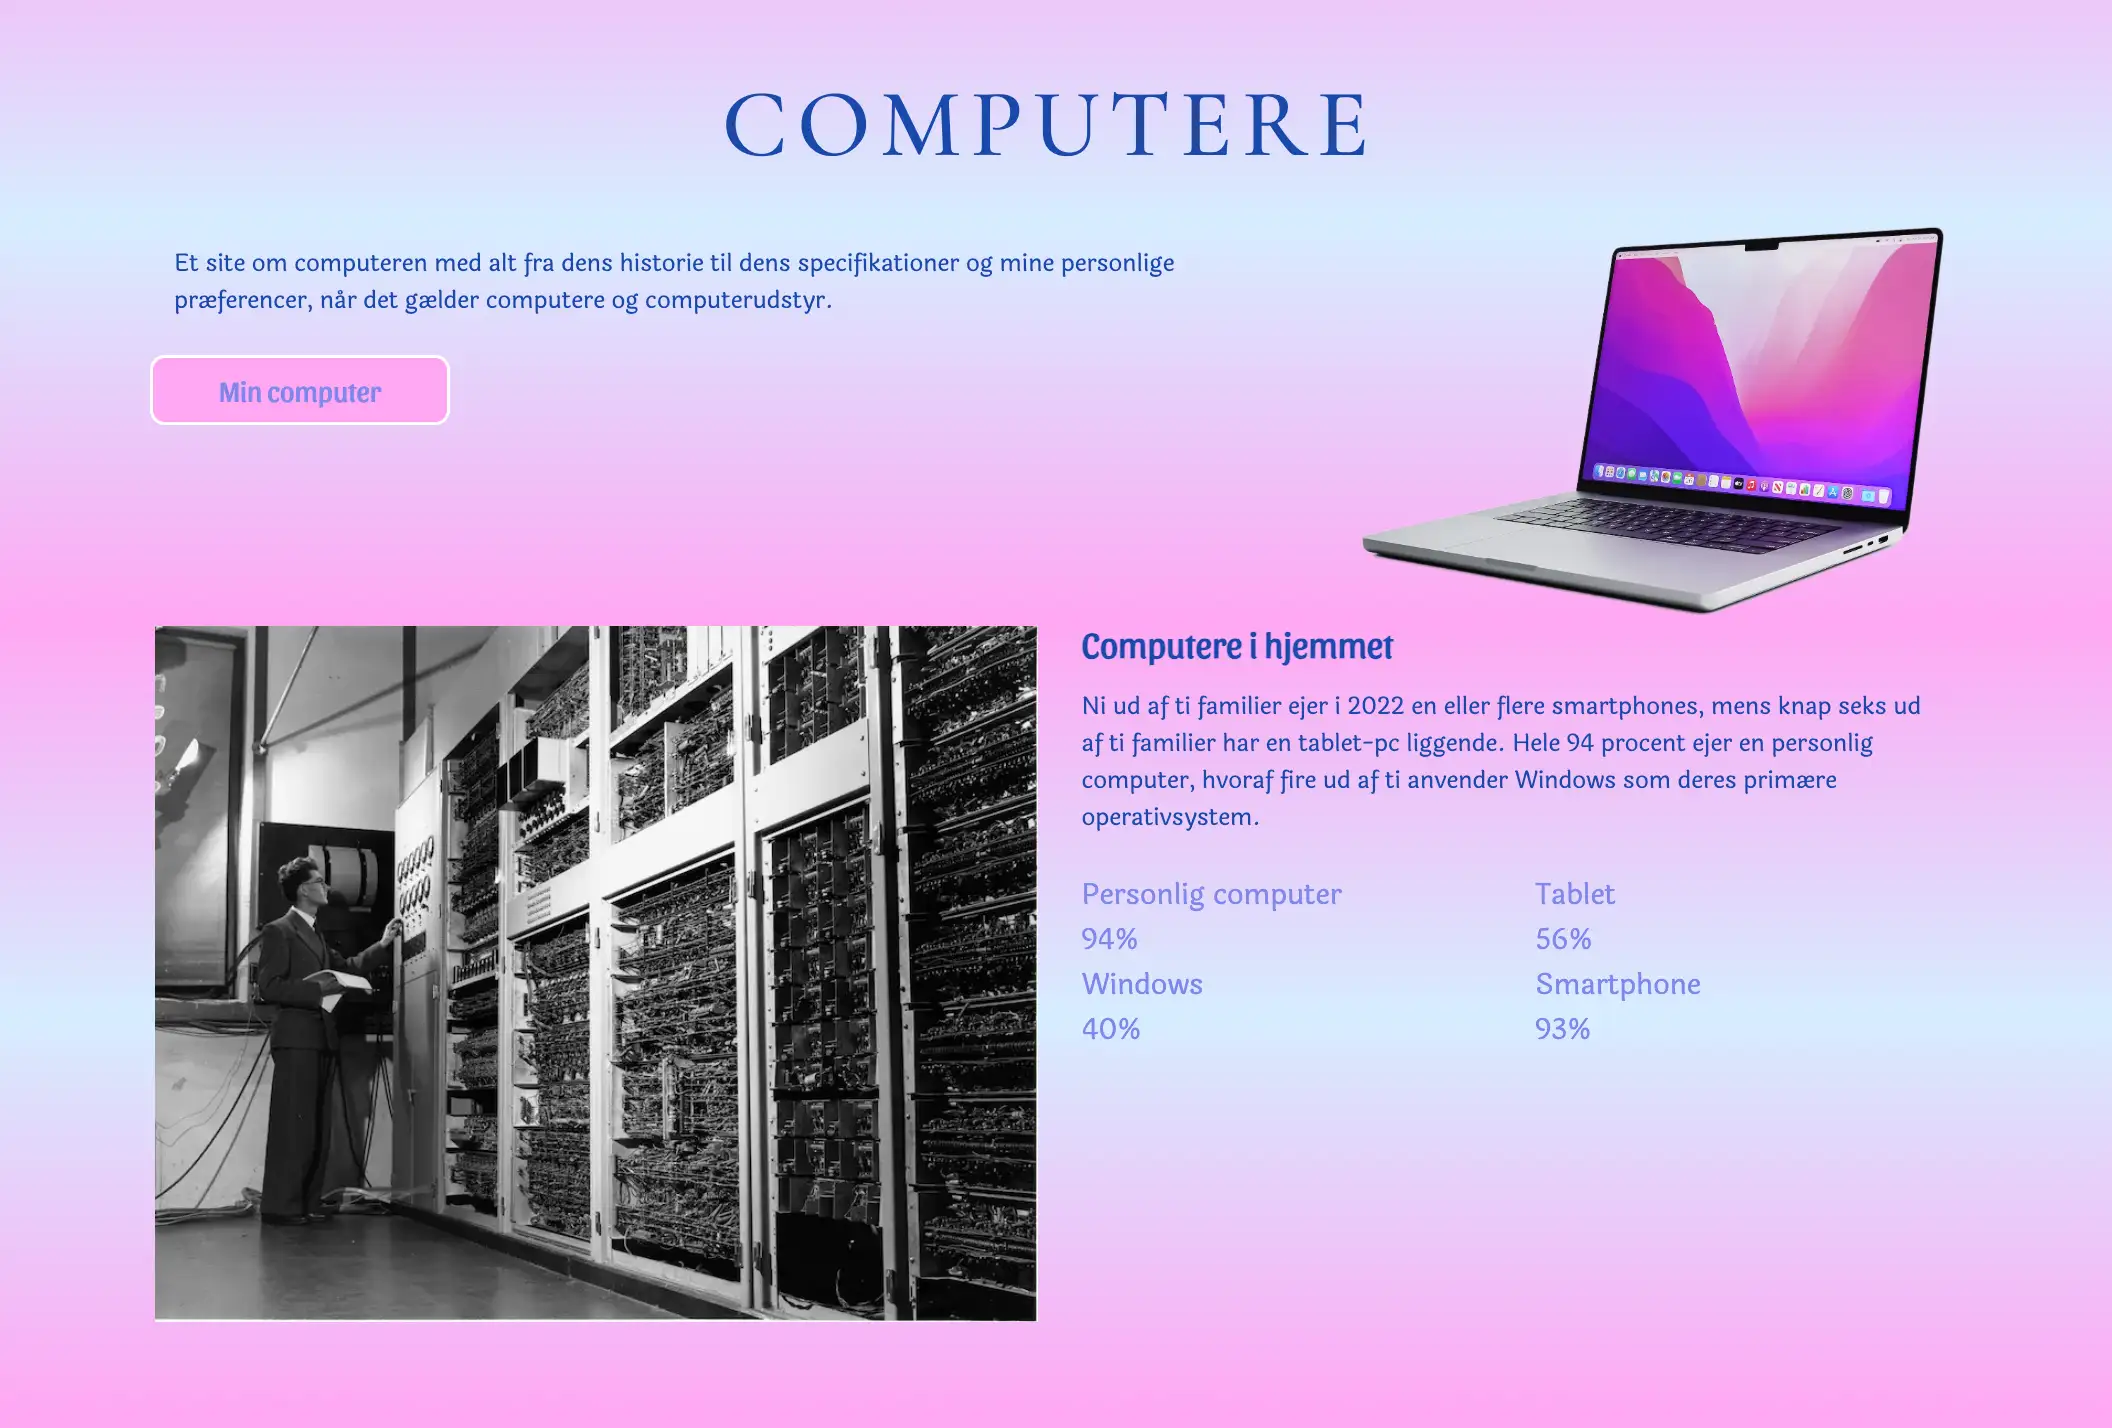 COMPUTERE
Et site om computeren med alt fra dens historie til dens specifikationer og mine personlige
præferencer, når det gælder computere og computerudstyr.
Min computer
Computere i hjemmet
Ni ud af ti familier ejer i 2022 en eller flere smartphones, mens knap seks ud
af ti familier har en tablet-pc liggende. Hele 94 procent ejer en personlig
computer, hvoraf fire ud af ti anvender Windows som deres primære
operativsystem.
Personlig computer
94%
Windows
40%
Tablet
56%
Smartphone
93%